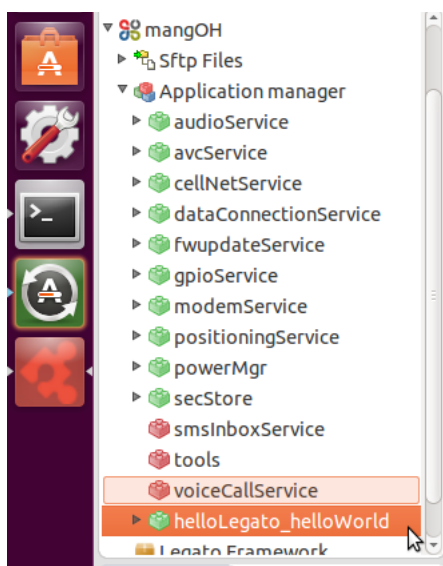 mangOH
Sftp Files
Application manager
audioService
avcService
cellNetService
dataConnectionService
fwupdateService
gpioService
modemService
positioningService
powerMgr
secStore
smsInboxService
tools
voiceCallService
helloLegato_helloWorld
Legato Framework